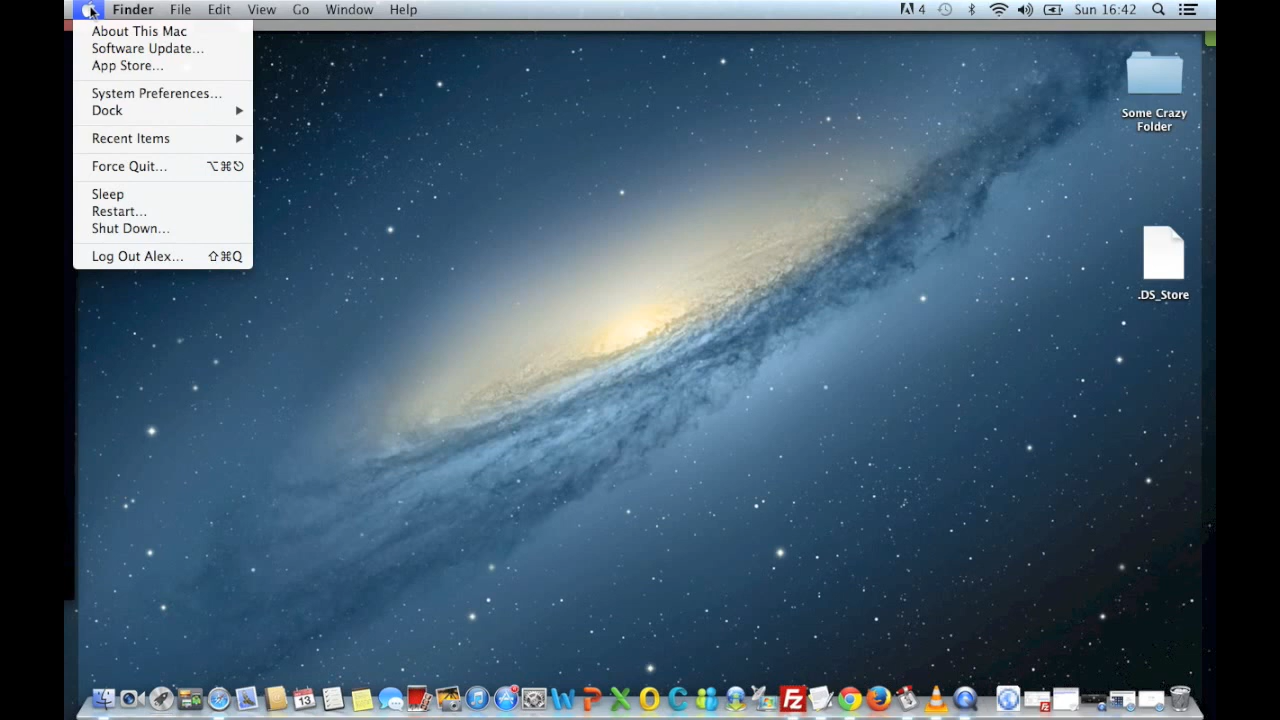 Finder File Edit View Go Window Help 4 Sun 16:42
About This Mac
Software Update...
App Store...
System Preferences...
Dock
Recent Items
Force Quit... ⌥⌘⎋
Sleep
Restart...
Shut Down...
Log Out Alex... ⇧⌘Q
Some Crazy
Folder
.DS_Store
13